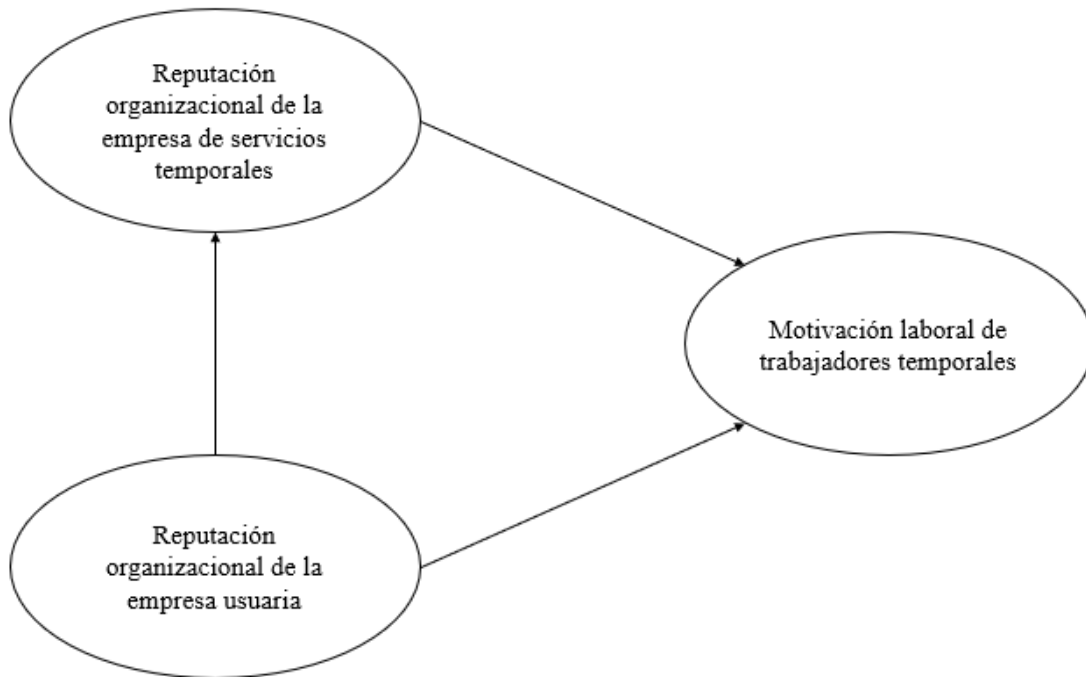 Reputación
organizacional de la
empresa de servicios
temporales
Motivación laboral de
trabajadores temporales
Reputación
organizacional de la
empresa usuaria